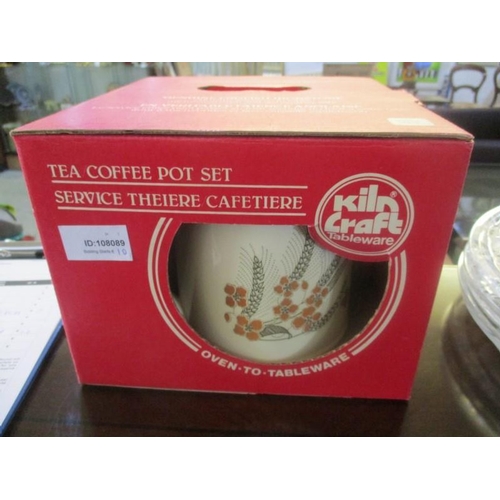 TEA COFFEE POT SET
SERVICE THEIERE CAFETIERE
Kiln
Craft®
Tableware
ID:108089
OVEN-TO-TABLEWARE